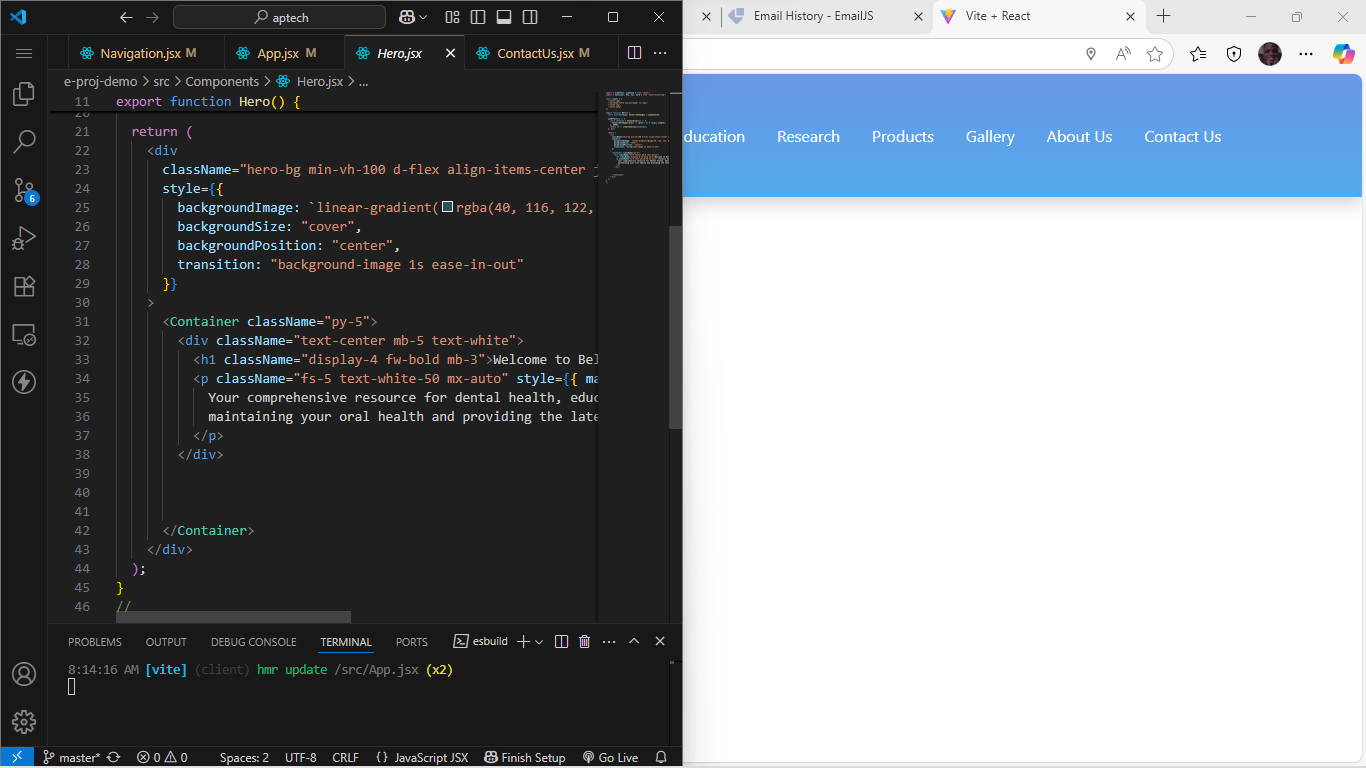 aptech
Navigation.jsx M
App.jsx M
Hero.jsx
ContactUs.jsx M
e-proj-demo > src > Components > Hero.jsx > ...
11 export function Hero() {
21 return (
22 <div
23 className="hero-bg min-vh-100 d-flex align-items-center
24 style={{
25 backgroundImage: `linear-gradient(rgba(40, 116, 122,
26 backgroundSize: "cover",
27 backgroundPosition: "center",
28 transition: "background-image 1s ease-in-out"
29 }}
30 >
31 <Container className="py-5">
32 <div className="text-center mb-5 text-white">
33 <h1 className="display-4 fw-bold mb-3">Welcome to Bel
34 <p className="fs-5 text-white-50 mx-auto" style={{ ma
35 Your comprehensive resource for dental health, educ
36 maintaining your oral health and providing the late
37 </p>
38 </div>
39
40
41
42 </Container>
43 </div>
44 );
45 }
46 //
PROBLEMS OUTPUT DEBUG CONSOLE TERMINAL PORTS esbuild
8:14:16 AM [vite] (client) hmr update /src/App.jsx (x2)
6
master* 0 0 Spaces: 2 UTF-8 CRLF {} JavaScript JSX Finish Setup Go Live
Email History - EmailJS
Vite + React
ducation Research Products Gallery About Us Contact Us